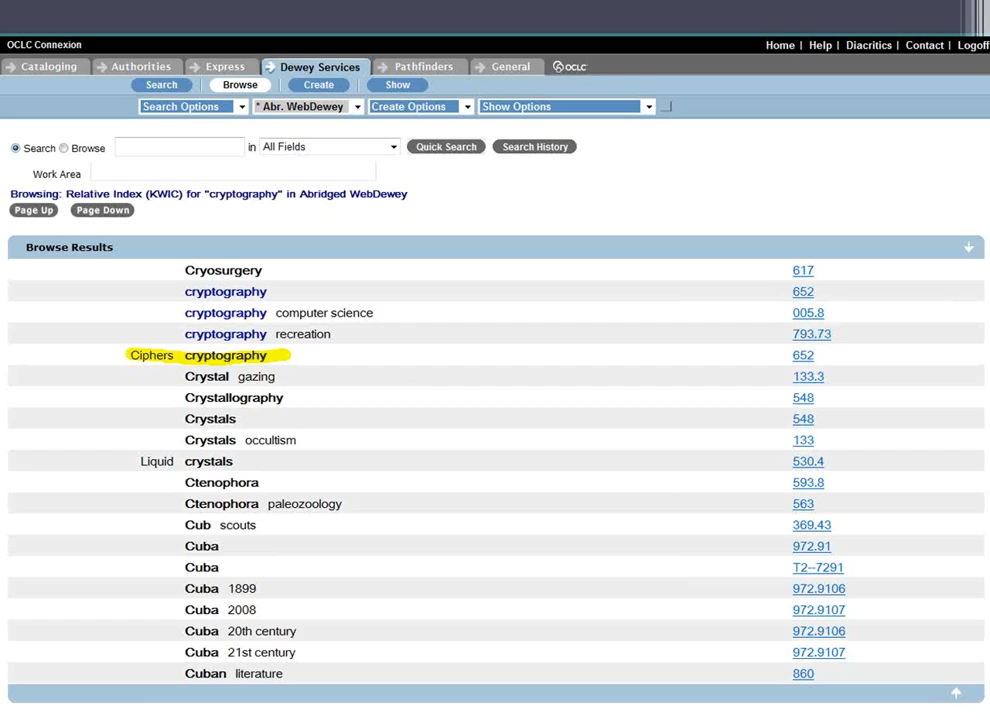 OCLC Connexion
Home | Help | Diacritics | Contact | Logoff
Cataloging Authorities Express Dewey Services Pathfinders General OCLC
Search Browse Create Show
Search Options * Abr. WebDewey Create Options Show Options
Search Browse in All Fields Quick Search Search History
Work Area
Browsing: Relative Index (KWIC) for "cryptography" in Abridged WebDewey
Page Up Page Down
Browse Results
Cryosurgery 617
cryptography 652
cryptography computer science 005.8
cryptography recreation 793.73
Ciphers cryptography 652
Crystal gazing 133.3
Crystallography 548
Crystals 548
Crystals occultism 133
Liquid crystals 530.4
Ctenophora 593.8
Ctenophora paleozoology 563
Cub scouts 369.43
Cuba 972.91
Cuba T2--7291
Cuba 1899 972.9106
Cuba 2008 972.9107
Cuba 20th century 972.9106
Cuba 21st century 972.9107
Cuban literature 860